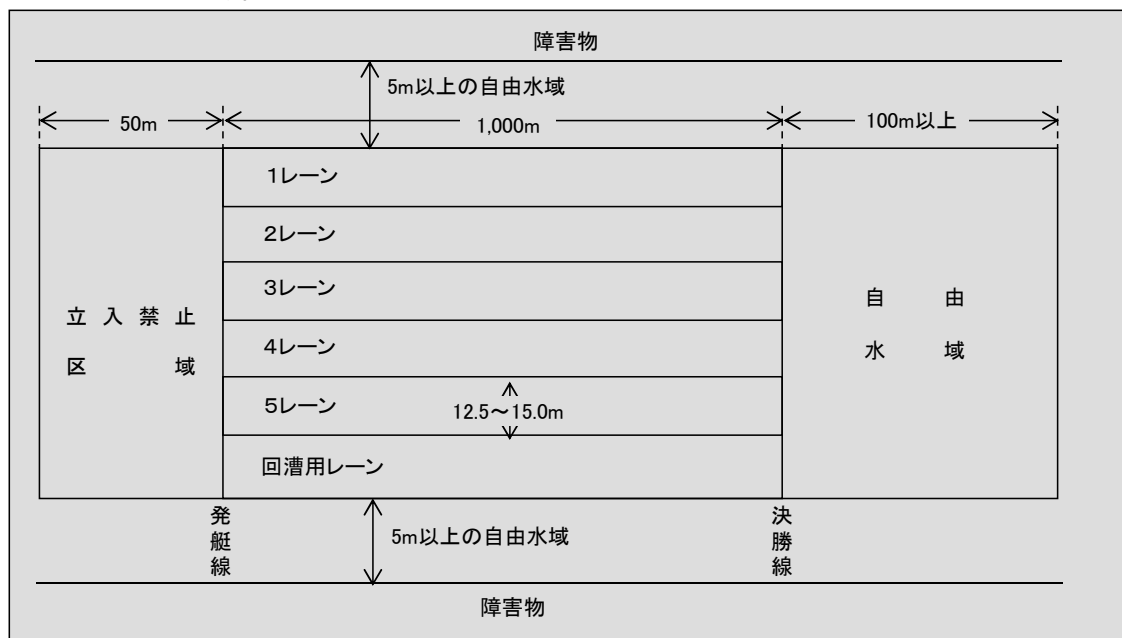 障害物
5m以上の自由水域
50m
1,000m
100m以上
1レーン
2レーン
3レーン
4レーン
5レーン
12.5～15.0m
回漕用レーン
立入禁止
区域
自由
水域
発艇線
決勝線
5m以上の自由水域
障害物